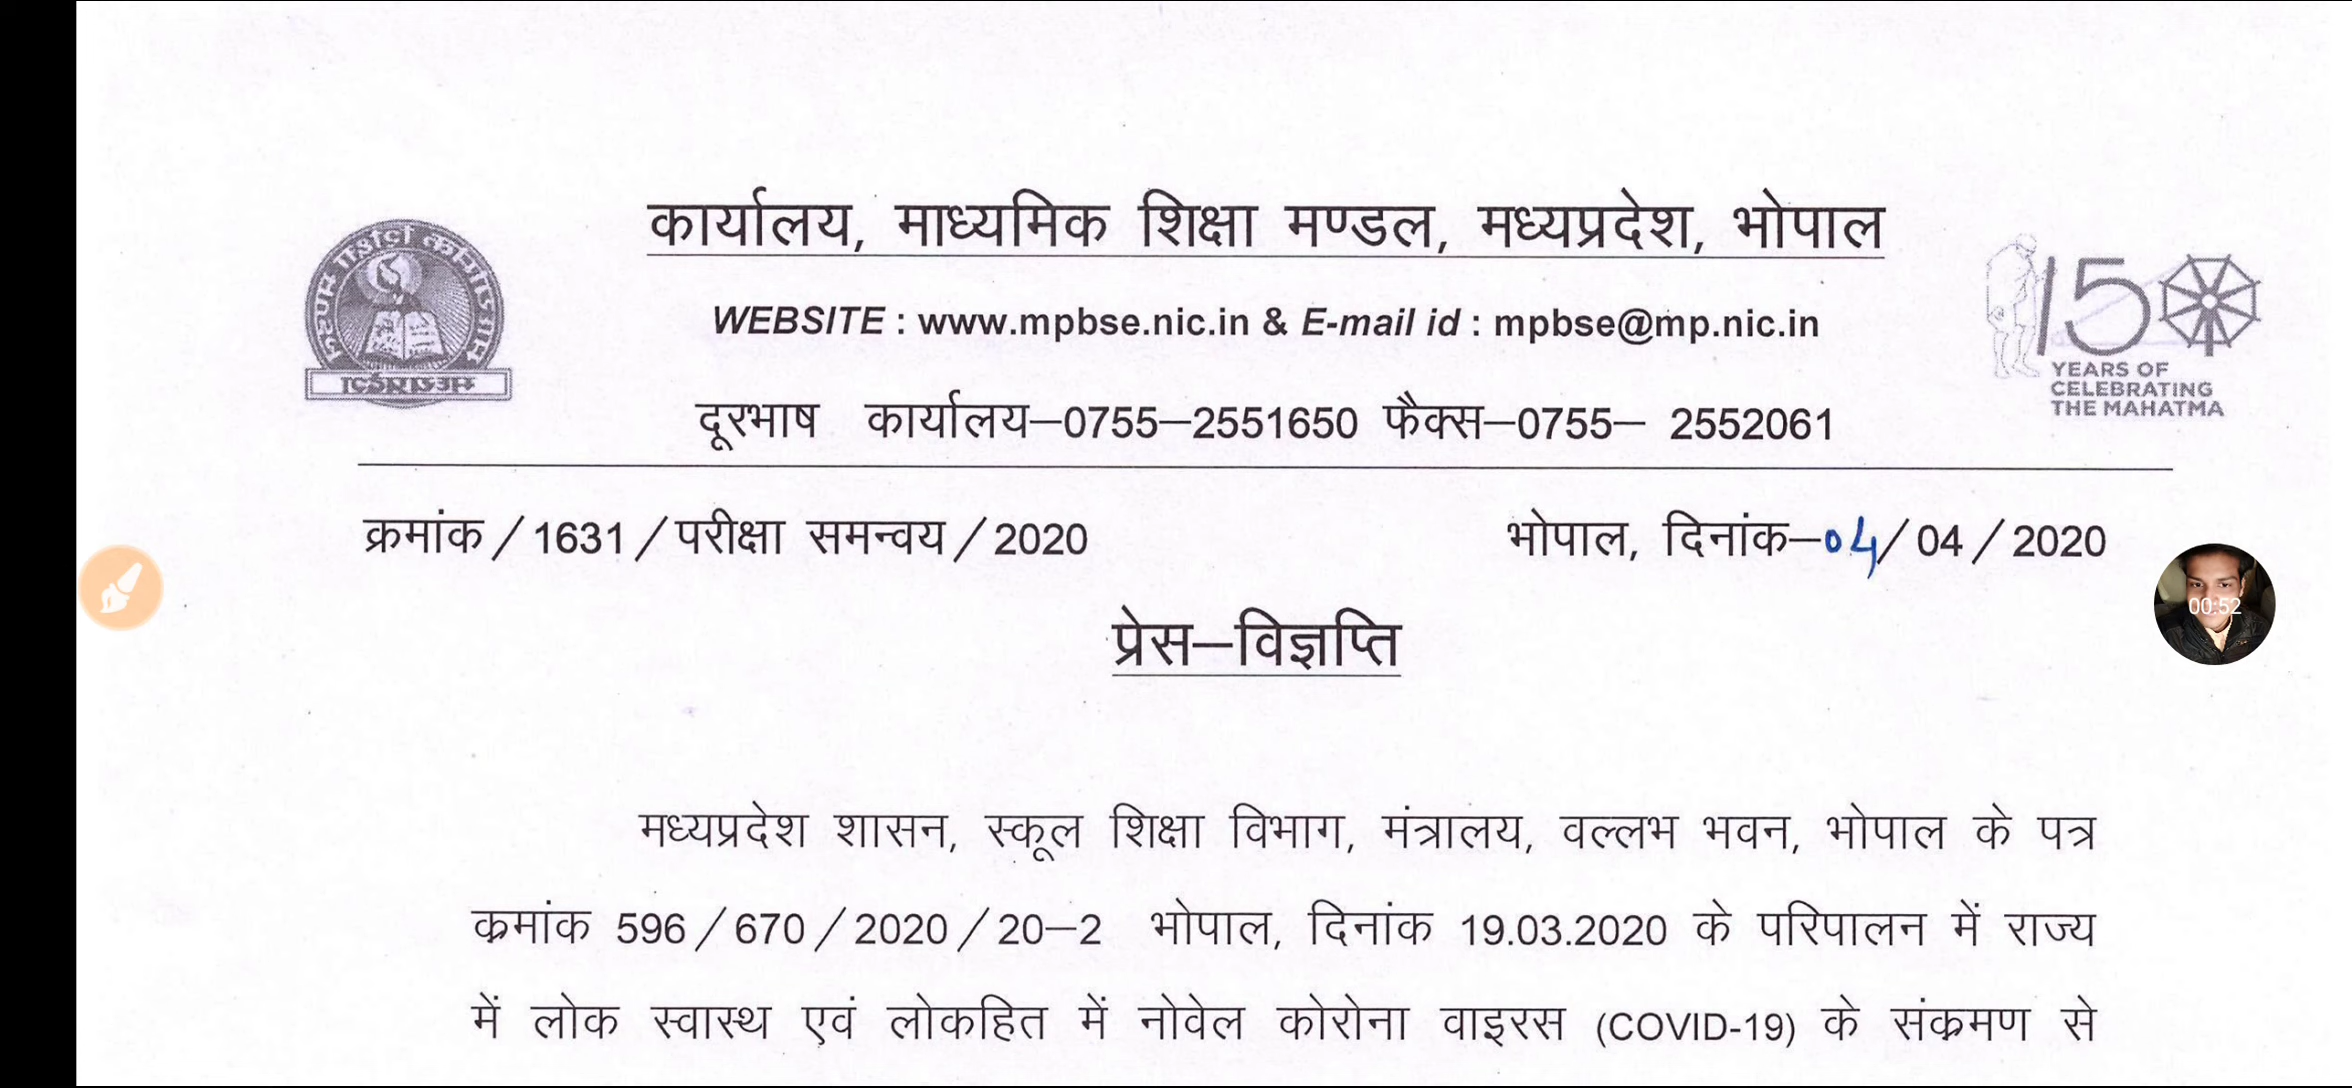 कार्यालय, माध्यमिक शिक्षा मण्डल, मध्यप्रदेश, भोपाल
WEBSITE : www.mpbse.nic.in & E-mail id : mpbse@mp.nic.in
दूरभाष कार्यालय–0755–2551650 फैक्स–0755– 2552061
150
YEARS OF
CELEBRATING
THE MAHATMA
क्रमांक / 1631 / परीक्षा समन्वय / 2020 भोपाल, दिनांक–04/ 04 / 2020
00:52
प्रेस–विज्ञप्ति
मध्यप्रदेश शासन, स्कूल शिक्षा विभाग, मंत्रालय, वल्लभ भवन, भोपाल के पत्र
क्रमांक 596 / 670 / 2020 / 20–2 भोपाल, दिनांक 19.03.2020 के परिपालन में राज्य
में लोक स्वास्थ एवं लोकहित में नोवेल कोरोना वाइरस (COVID-19) के संक्रमण से